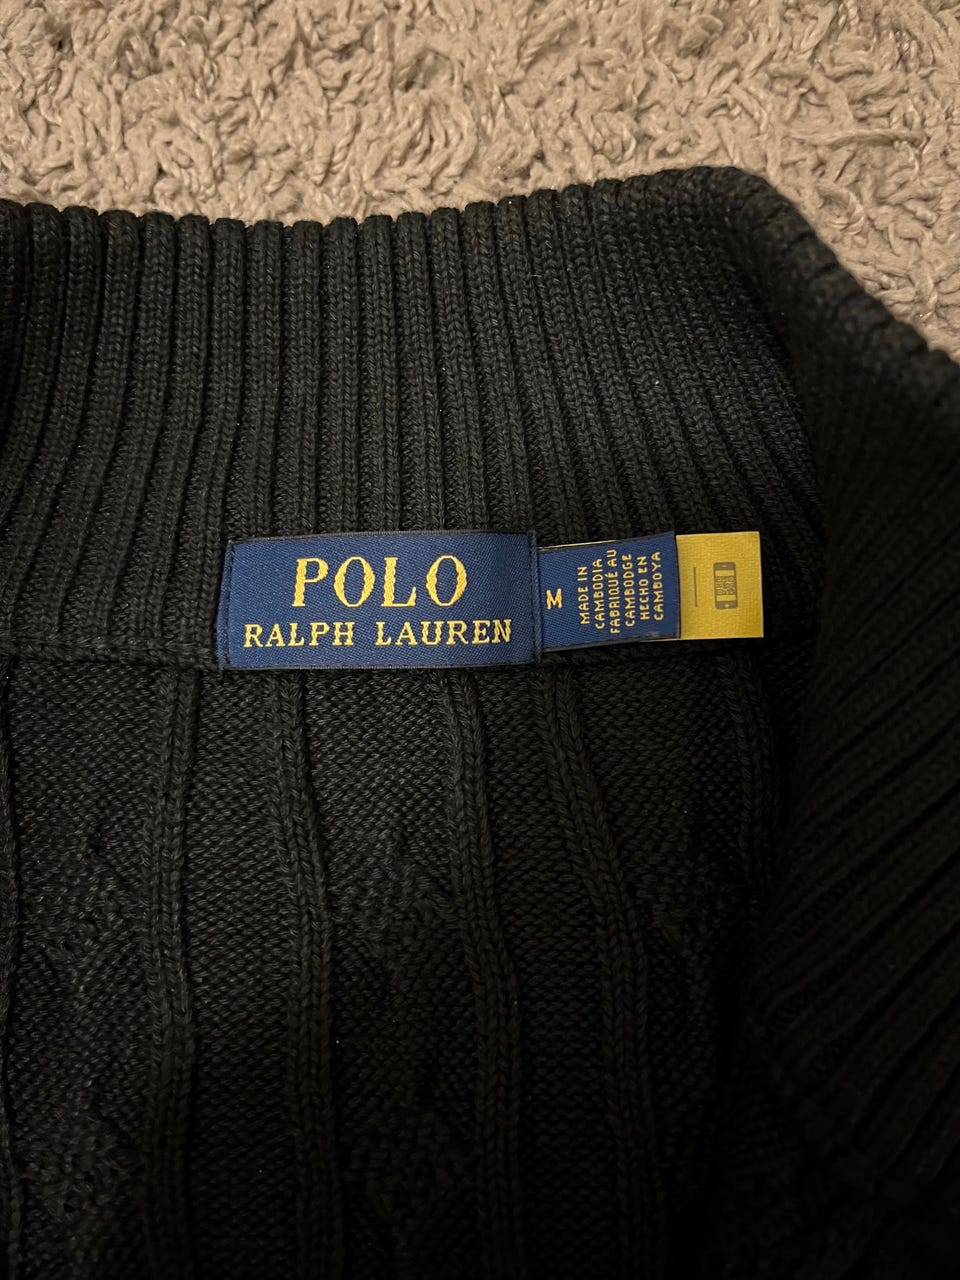 POLO
RALPH LAUREN
M
MADE IN
CAMBODIA
FABRIQUÉ AU
CAMBODGE
HECHO EN
CAMBOYA